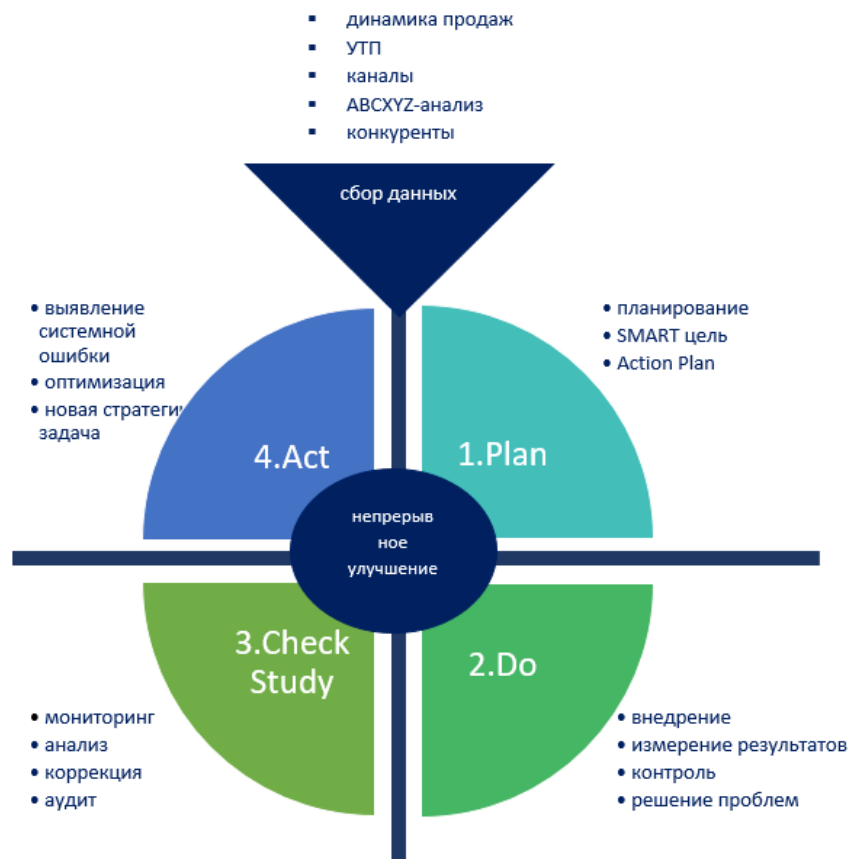 ▪ динамика продаж
▪ УТП
▪ каналы
▪ ABCXYZ-анализ
▪ конкуренты
сбор данных
• выявление
системной
ошибки
• оптимизация
• новая стратеги
задача
• планирование
• SMART цель
• Action Plan
4.Act
1.Plan
непрерыв
ное
улучшение
3.Check
Study
2.Do
• мониторинг
• анализ
• коррекция
• аудит
• внедрение
• измерение результатов
• контроль
• решение проблем